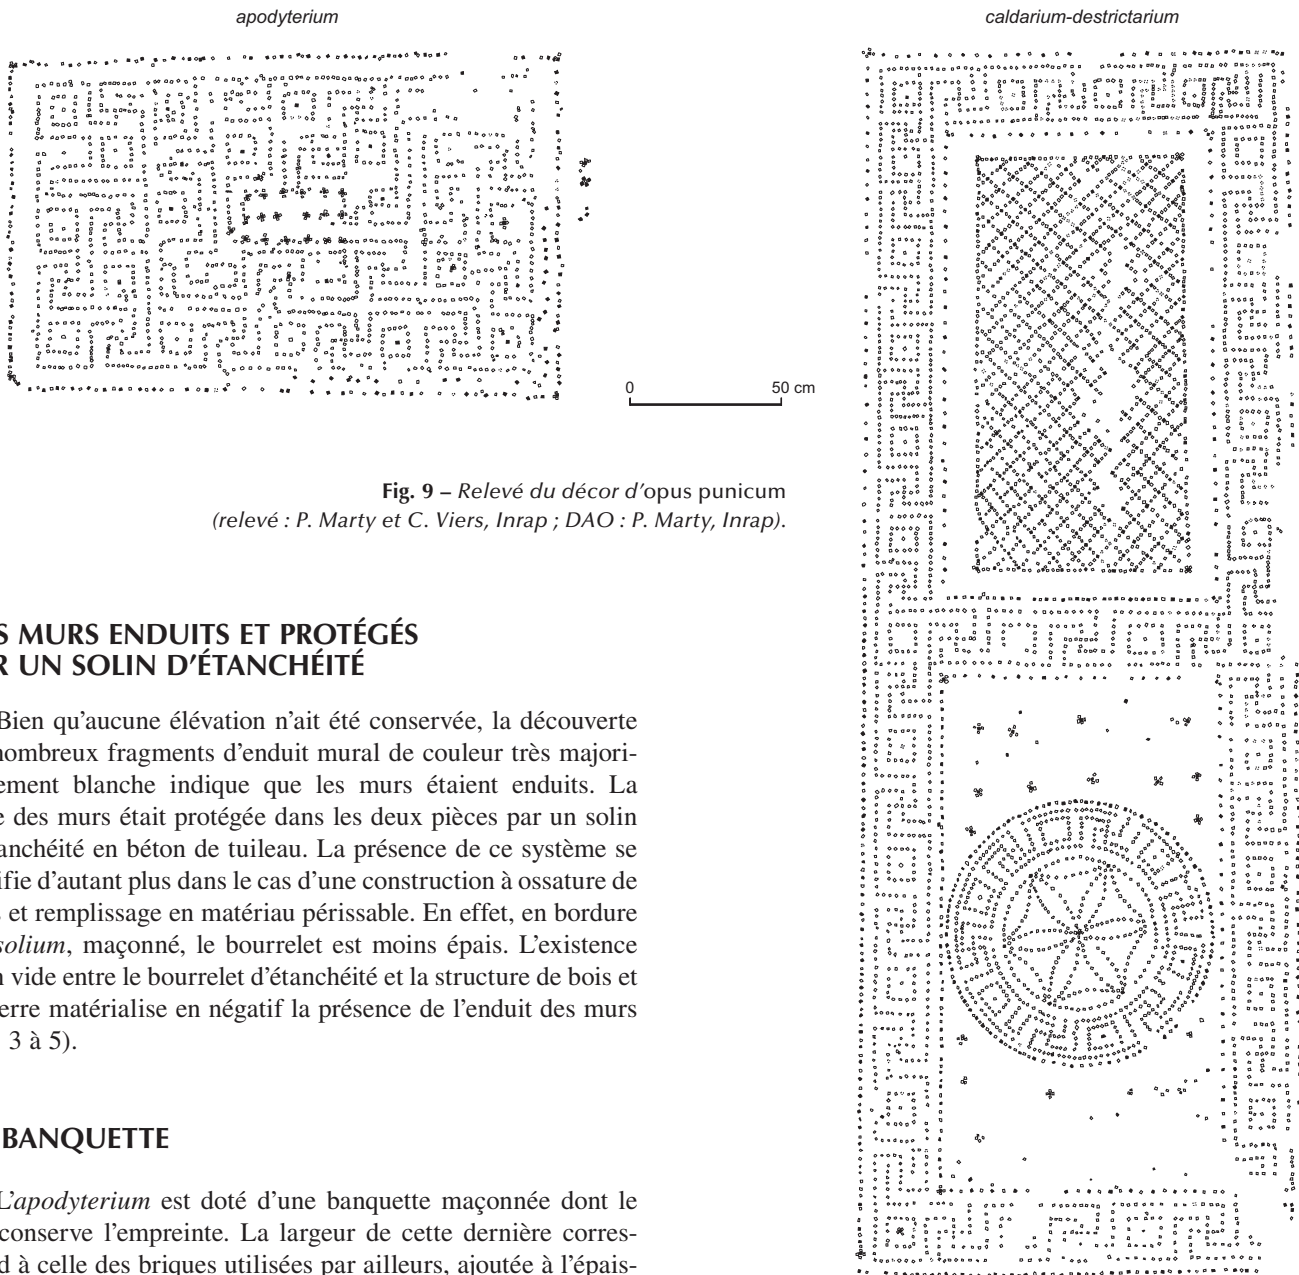 apodyterium
caldarium-destrictarium
0 50 cm
Fig. 9 – Relevé du décor d'opus punicum
(relevé : P. Marty et C. Viers, Inrap ; DAO : P. Marty, Inrap).
MURS ENDUITS ET PROTÉGÉS
UN SOLIN D'ÉTANCHÉITÉ
Bien qu'aucune élévation n'ait été conservée, la découverte
nombreux fragments d'enduit mural de couleur très majori-
ement blanche indique que les murs étaient enduits. La
e des murs était protégée dans les deux pièces par un solin
anchéité en béton de tuileau. La présence de ce système se
ifie d'autant plus dans le cas d'une construction à ossature de
et remplissage en matériau périssable. En effet, en bordure
solium, maçonné, le bourrelet est moins épais. L'existence
vide entre le bourrelet d'étanchéité et la structure de bois et
erre matérialise en négatif la présence de l'enduit des murs
3 à 5).
BANQUETTE
L'apodyterium est doté d'une banquette maçonnée dont le
conserve l'empreinte. La largeur de cette dernière corres-
d à celle des briques utilisées par ailleurs, ajoutée à l'épais-